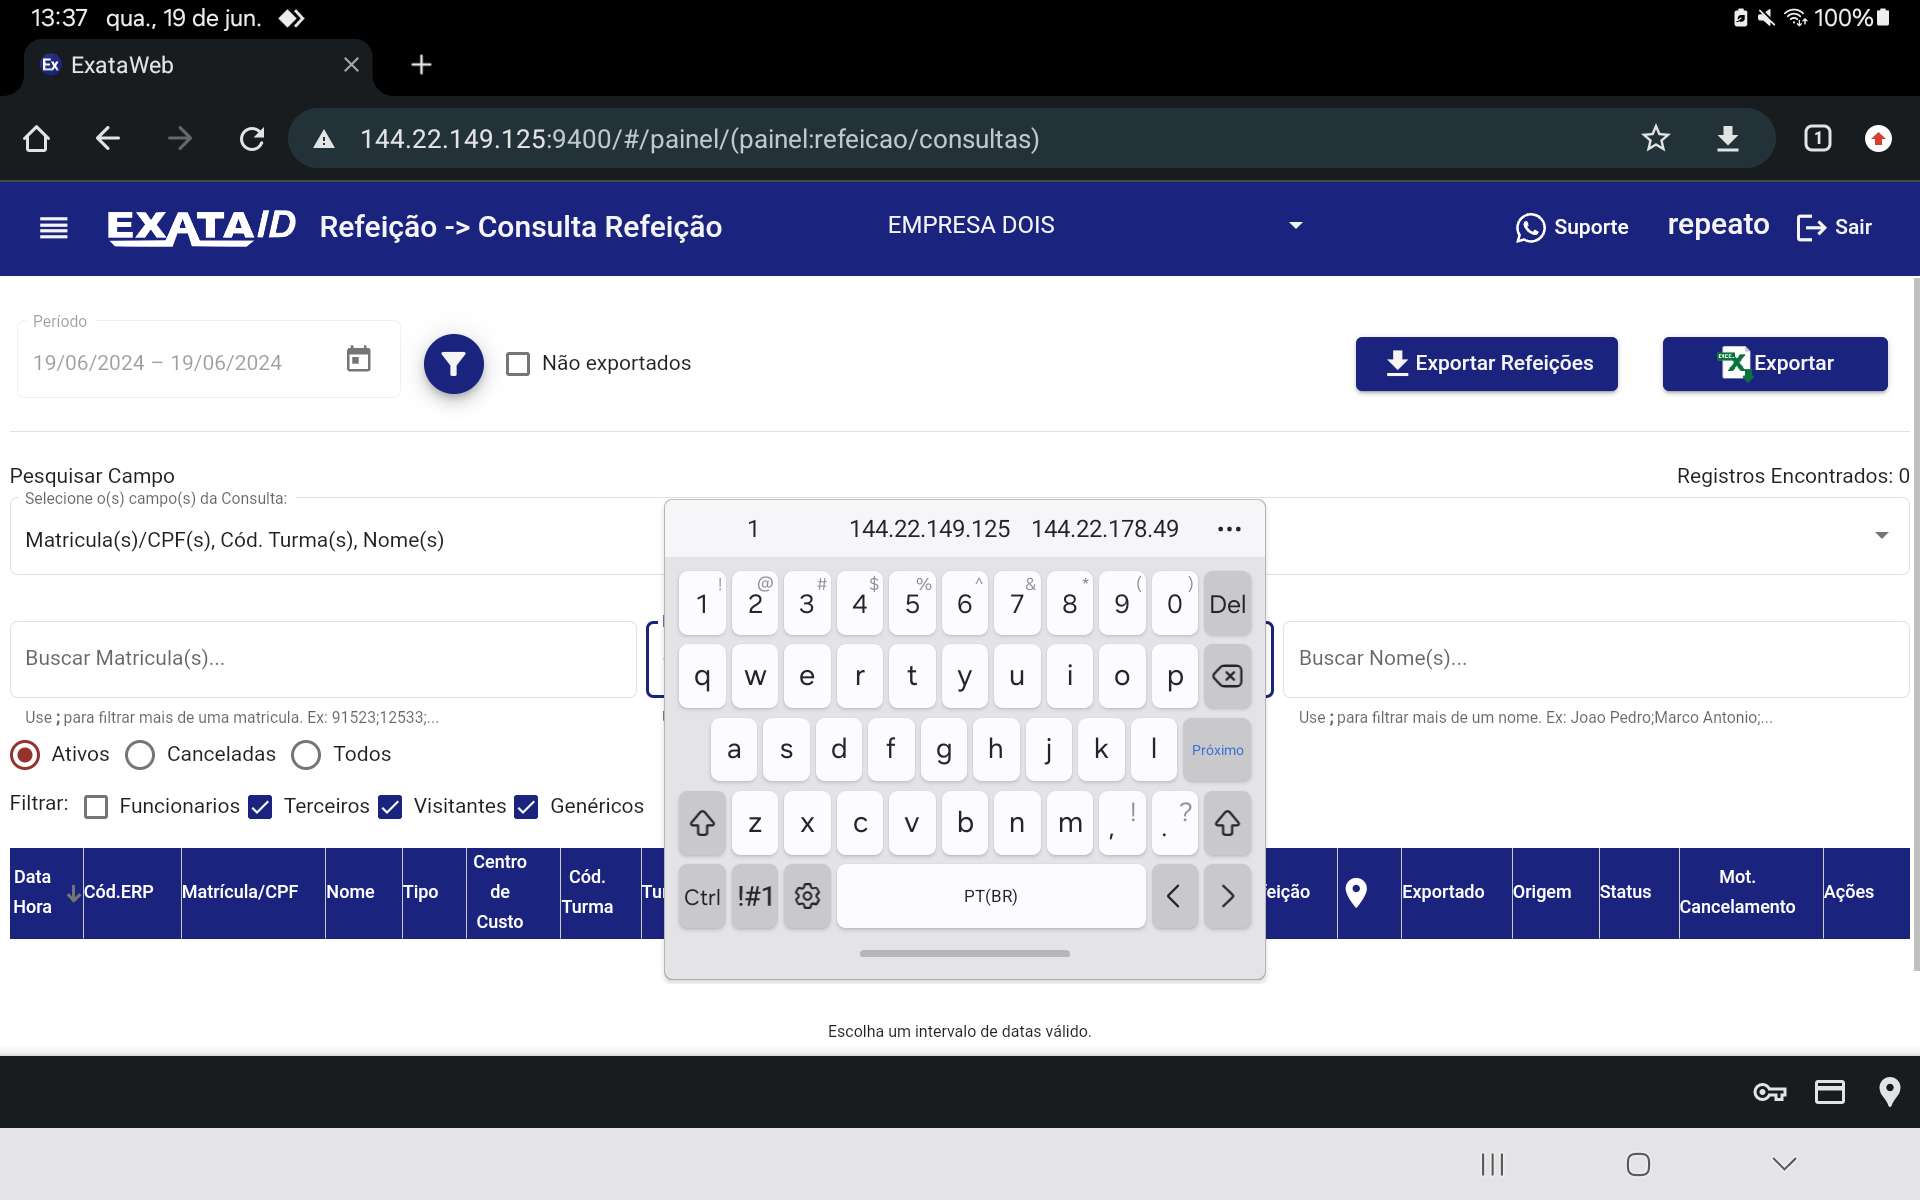 13:37 qua., 19 de jun. 100%
Ex ExataWeb
144.22.149.125:9400/#/painel/(painel:refeicao/consultas) 1
EXATA/ID Refeição -> Consulta Refeição EMPRESA DOIS Suporte repeato Sair
Período
19/06/2024 – 19/06/2024 Não exportados Exportar Refeições Exportar
Pesquisar Campo Registros Encontrados: 0
Selecione o(s) campo(s) da Consulta:
Matricula(s)/CPF(s), Cód. Turma(s), Nome(s)
1 144.22.149.125 144.22.178.49 •••
! @ # $ % ^ & * ( )
1 2 3 4 5 6 7 8 9 0 Del
q w e r t y u i o p
a s d f g h j k l Próximo
z x c v b n m , ! . ?
Ctrl !#1 PT(BR) < >
Buscar Matricula(s)... Buscar Nome(s)...
Use ; para filtrar mais de uma matricula. Ex: 91523;12533;... Use ; para filtrar mais de um nome. Ex: Joao Pedro;Marco Antonio;...
Ativos Canceladas Todos
Filtrar: Funcionarios Terceiros Visitantes Genéricos
Data Hora Cód.ERP Matrícula/CPF Nome Tipo Centro de Custo Cód. Turma Tu eição Exportado Origem Status Mot. Cancelamento Ações
Escolha um intervalo de datas válido.